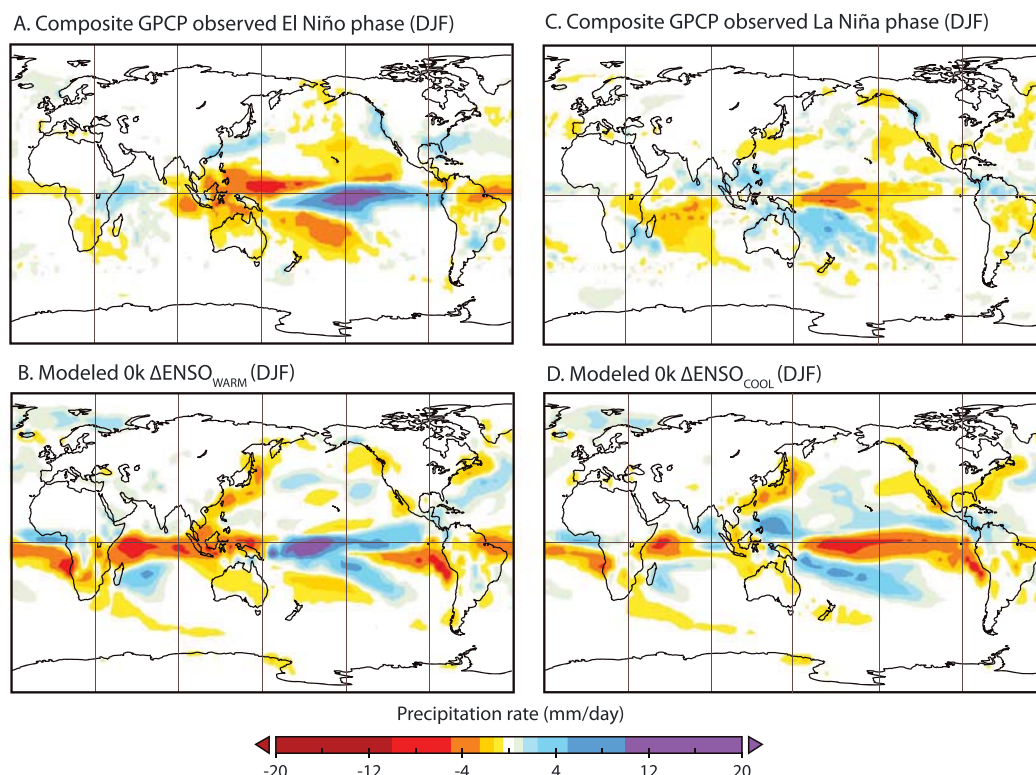 A. Composite GPCP observed El Niño phase (DJF)
C. Composite GPCP observed La Niña phase (DJF)
B. Modeled 0k ΔENSO WARM (DJF)
D. Modeled 0k ΔENSO COOL (DJF)
Precipitation rate (mm/day)
-20 -12 -4 4 12 20